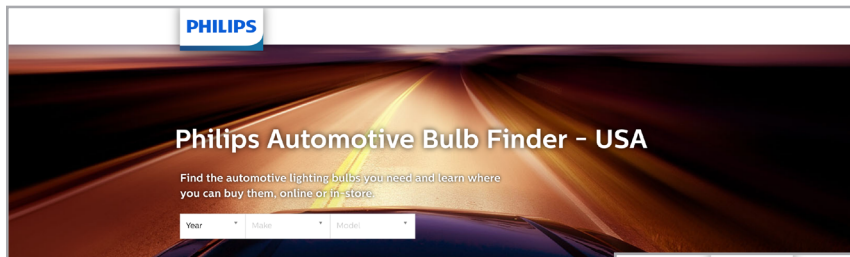 PHILIPS
Philips Automotive Bulb Finder - USA
Find the automotive lighting bulbs you need and learn where
you can buy them, online or in-store.
Year Make Model